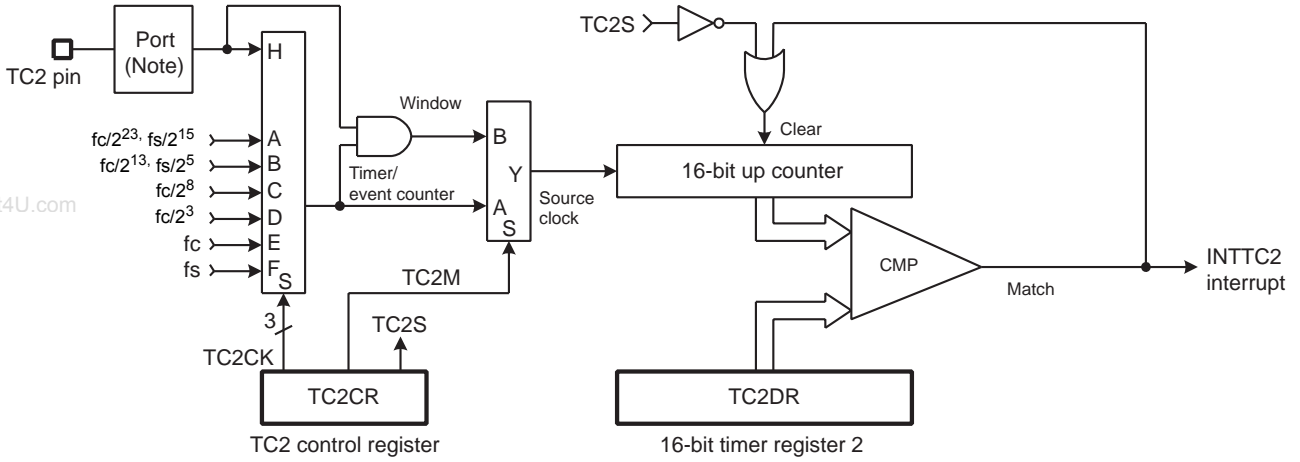 TC2 pin
Port
(Note)
H
fc/2^23, fs/2^15
A
fc/2^13, fs/2^5
B
fc/2^8
C
fc/2^3
D
fc
E
fs
F
S
3
TC2CK
Window
Timer/
event counter
B
Y
A
S
TC2M
TC2S
Source
clock
TC2S
Clear
16-bit up counter
CMP
Match
INTTC2
interrupt
TC2CR
TC2 control register
TC2DR
16-bit timer register 2
t4U.com